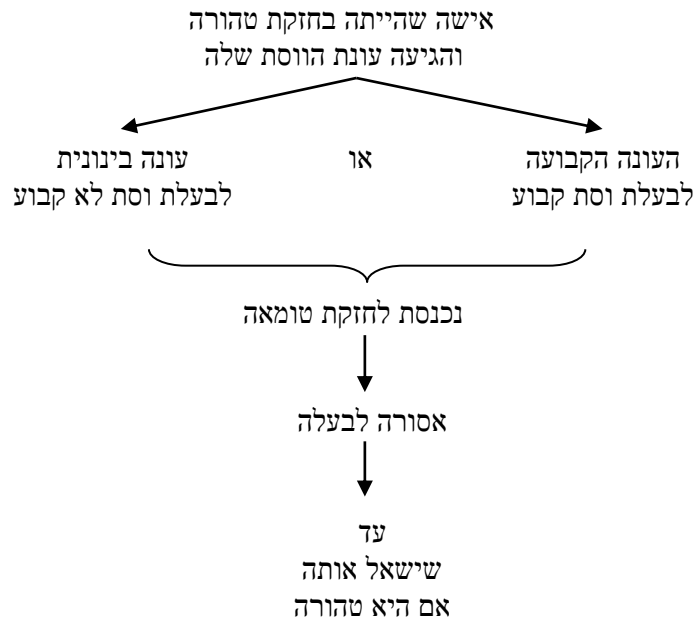 אישה שהייתה בחזקת טהורה
והגיעה עונת הווסת שלה
העונה הקבועה
לבעלת וסת קבוע
או
עונה בינונית
לבעלת וסת לא קבוע
נכנסת לחזקת טומאה
אסורה לבעלה
עד
שישאל אותה
אם היא טהורה